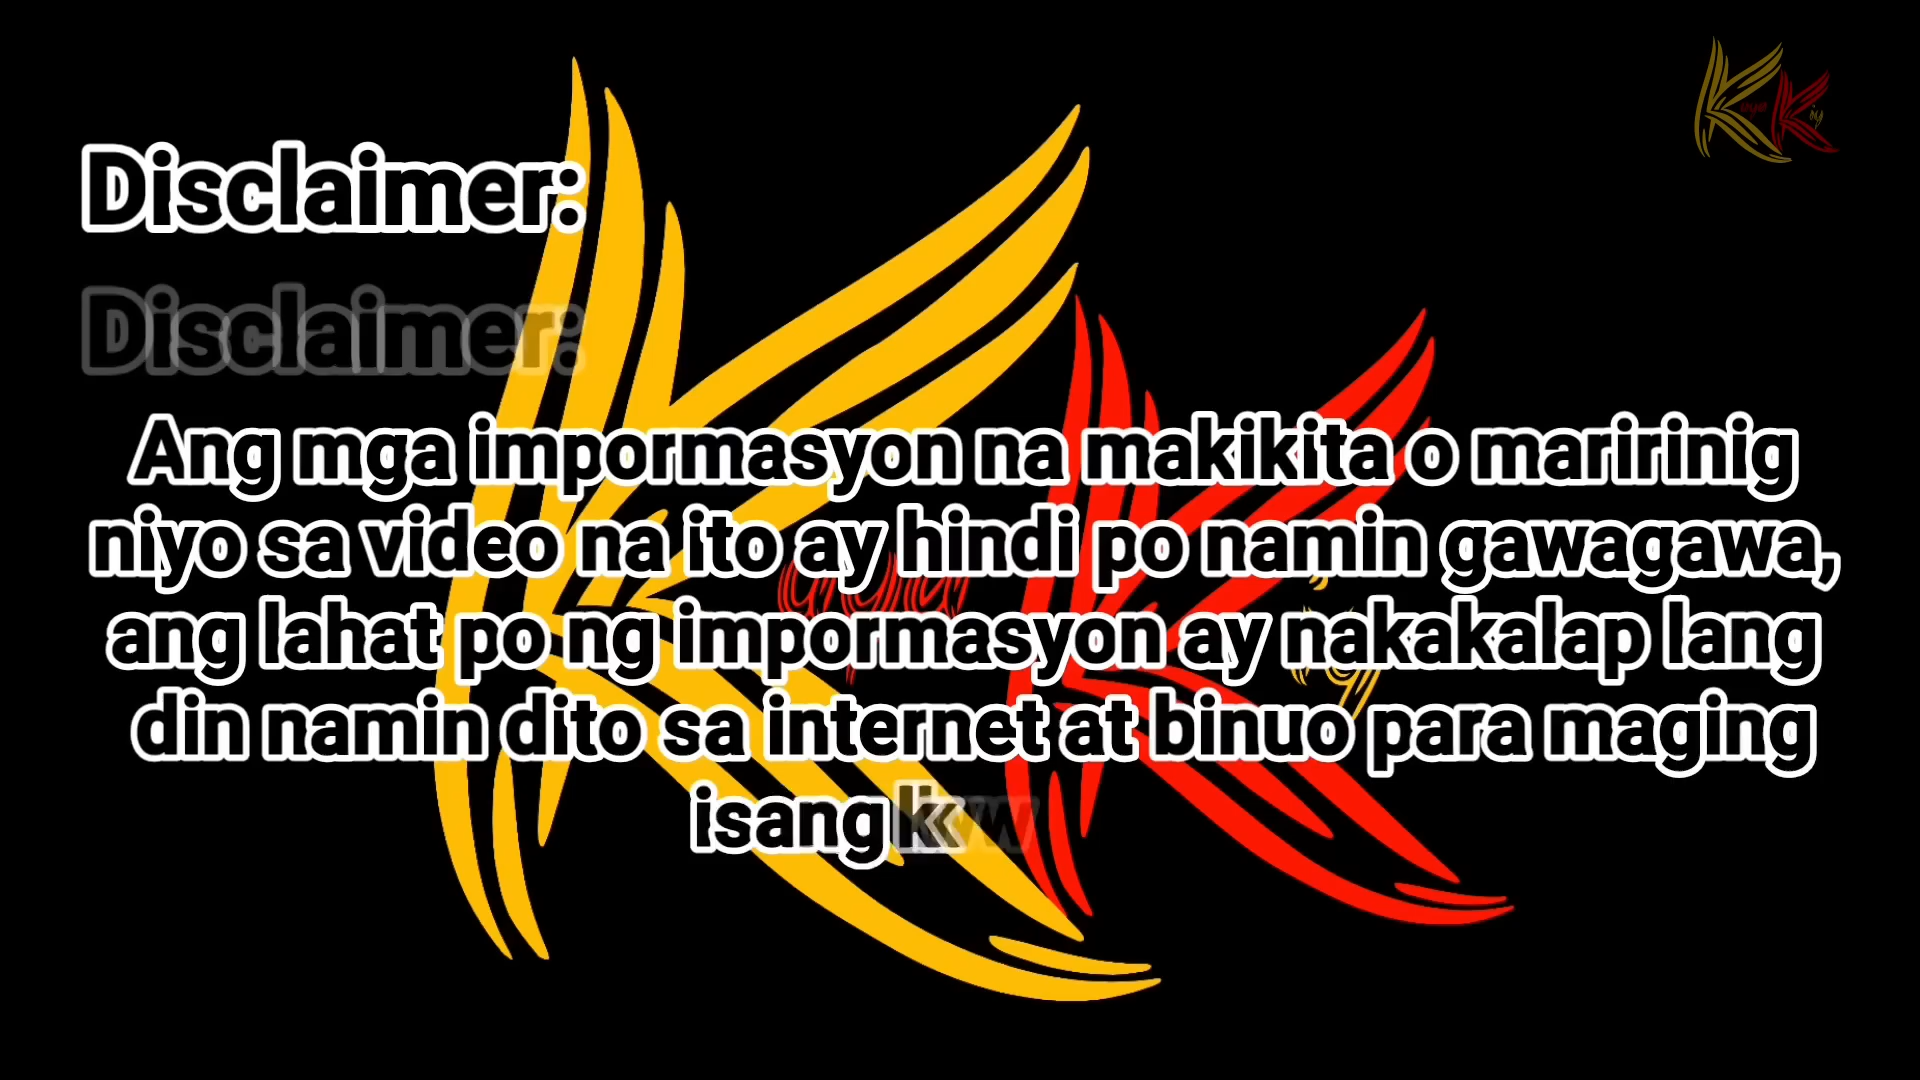 Disclaimer:
Disclaimer:
Ang mga impormasyon na makikita o maririnig
niyo sa video na ito ay hindi po namin gawagawa,
ang lahat po ng impormasyon ay nakakalap lang
din namin dito sa internet at binuo para maging
isang